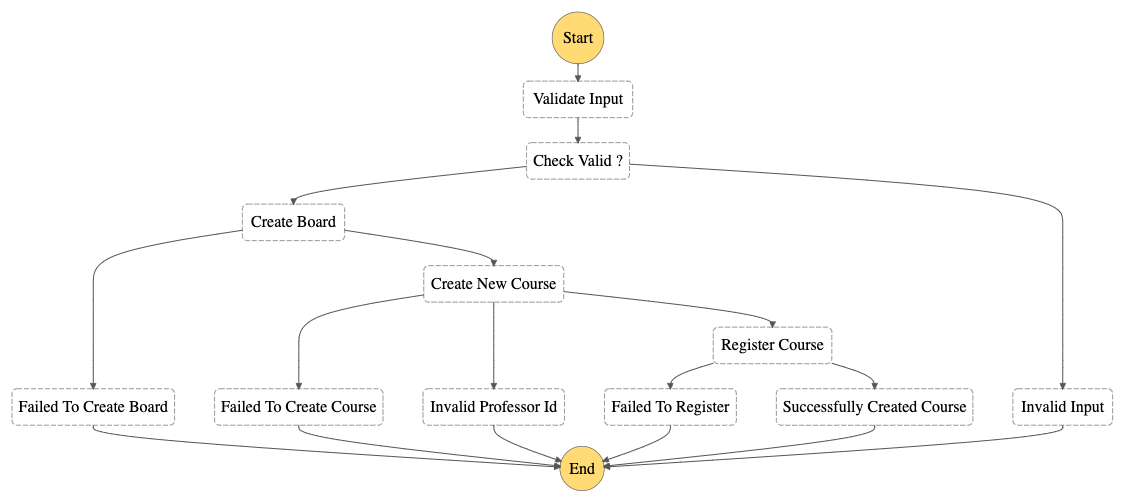 Start
Validate Input
Check Valid ?
Create Board
Create New Course
Register Course
Failed To Create Board
Failed To Create Course
Invalid Professor Id
Failed To Register
Successfully Created Course
Invalid Input
End